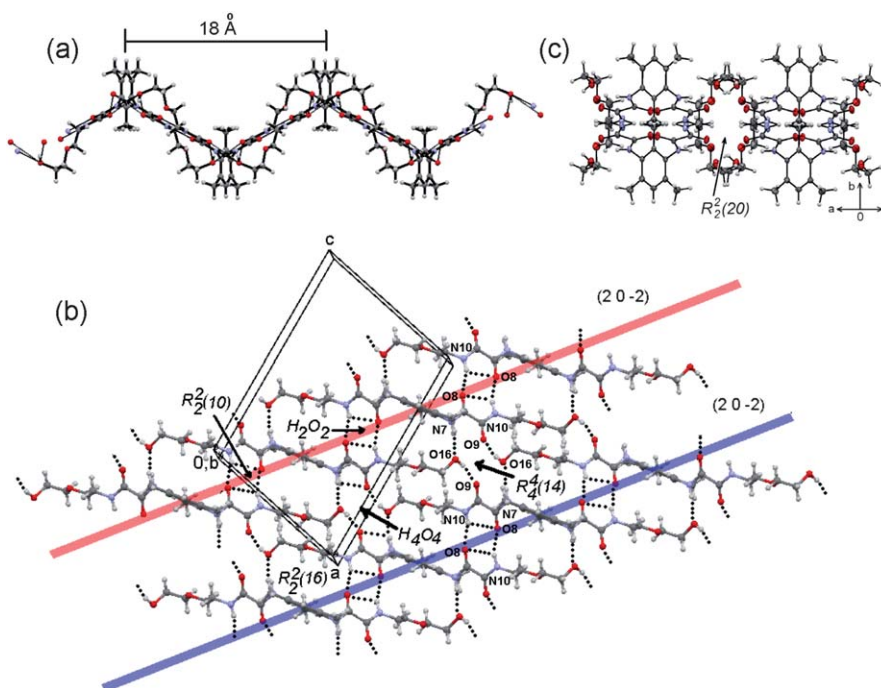 (a)
18 Å
(c)
R₂²(20)
b
a
0
(b)
c
(2 0 -2)
N10
O8
R₂²(10)
H₂O₂
O8
N7
N10
(2 0 -2)
O9
O16
O16
0,b
R₄⁴(14)
O9
N10
N7
O8
H₄O₄
O8
R₂²(16)
a
N10